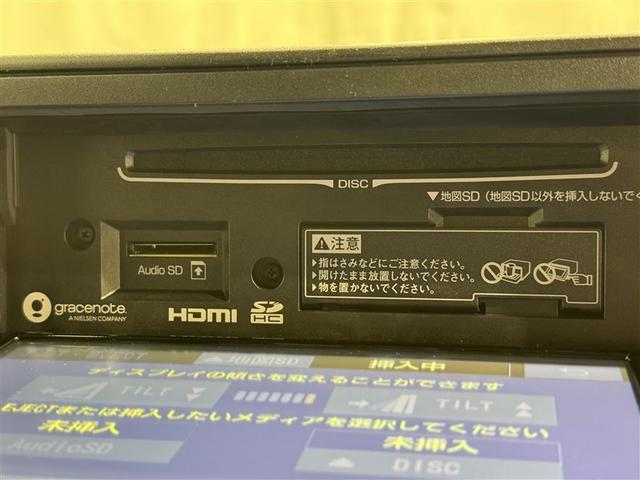 DISC
▼地図SD(地図SD以外を挿入しないでく
Audio SD
gracenote.
A NIELSEN COMPANY
HDMI
SD
HC
注意
▶指はさみなどにご注意ください。
▶開けたまま放置しないでください。
▶物を置かないでください。
地図SD
挿入中
ディスプレイの傾きを変えることができます
TILT
TILT
EJECTまたは挿入したいメディアを選択してください
未挿入
未挿入
AudioSD
DISC